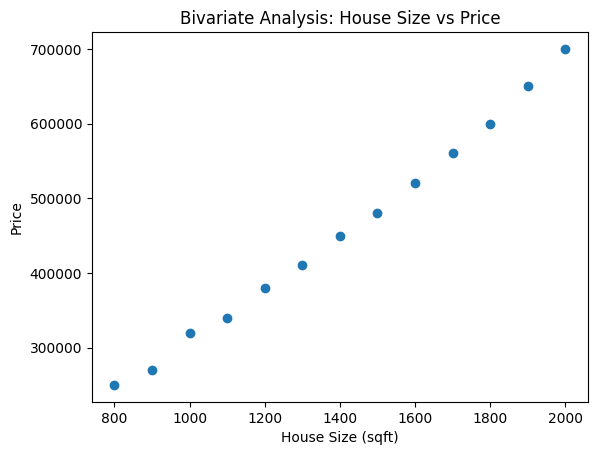 Bivariate Analysis: House Size vs Price
700000
600000
500000
400000
300000
Price
800 1000 1200 1400 1600 1800 2000
House Size (sqft)